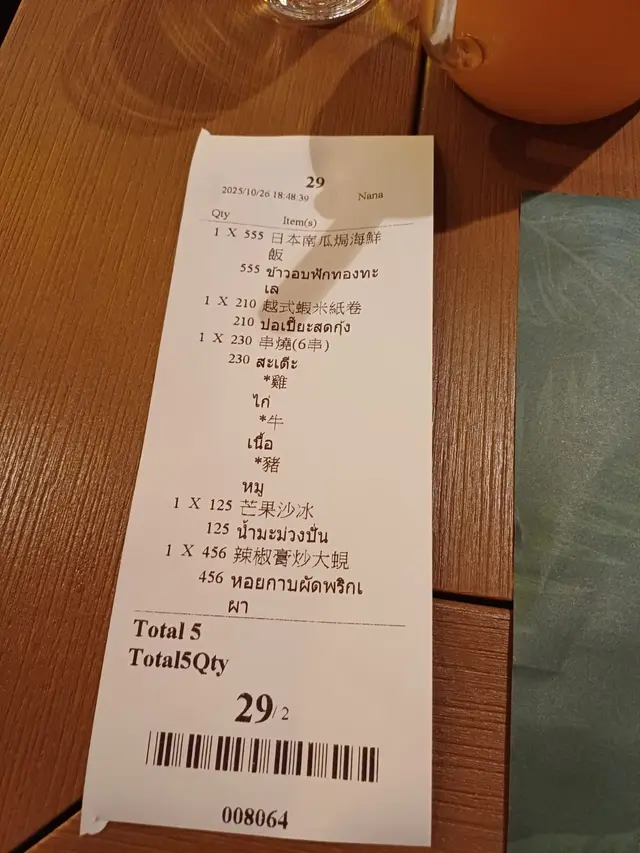 29
2025/10/26 18:48:39 Nana
Qty Item(s)
1 X 555 日本南瓜焗海鮮
飯
555 ข้าวอบฟักทองทะ
เล
1 X 210 越式蝦米紙卷
210 ปอเปี๊ยะสดกุ้ง
1 X 230 串燒(6串)
230 สะเต๊ะ
*雞
ไก่
*牛
เนื้อ
*豬
หมู
1 X 125 芒果沙冰
125 น้ำมะม่วงปั่น
1 X 456 辣椒膏炒大蜆
456 หอยกาบผัดพริกเ
ผา
Total 5
Total5Qty
29/ 2
008064